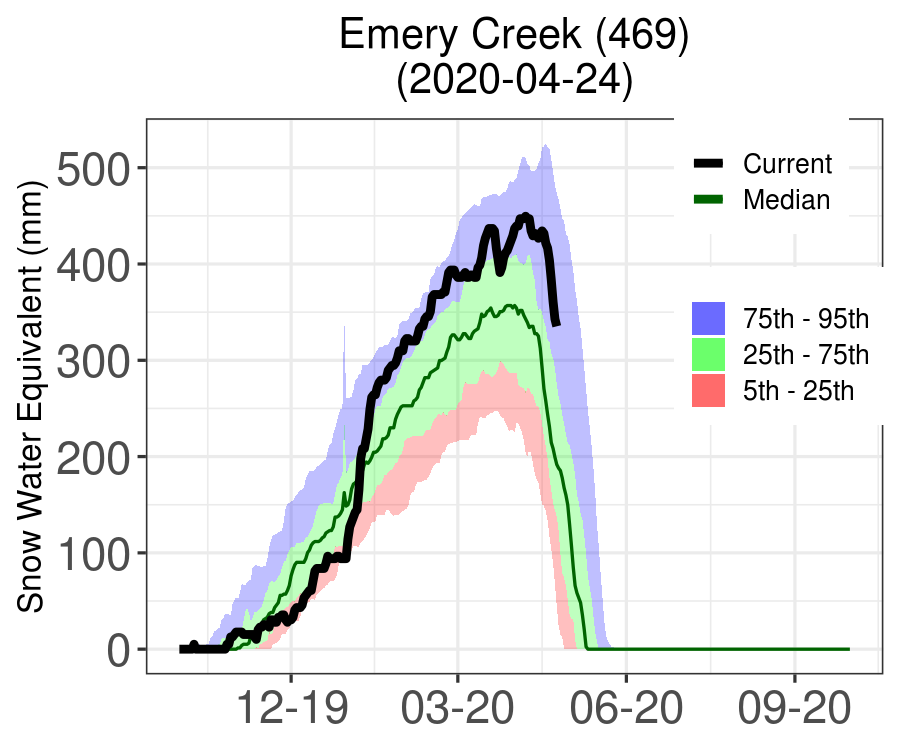 Emery Creek (469)
(2020-04-24)
Snow Water Equivalent (mm)
500
400
300
200
100
0
12-19
03-20
06-20
09-20
Current
Median
75th - 95th
25th - 75th
5th - 25th